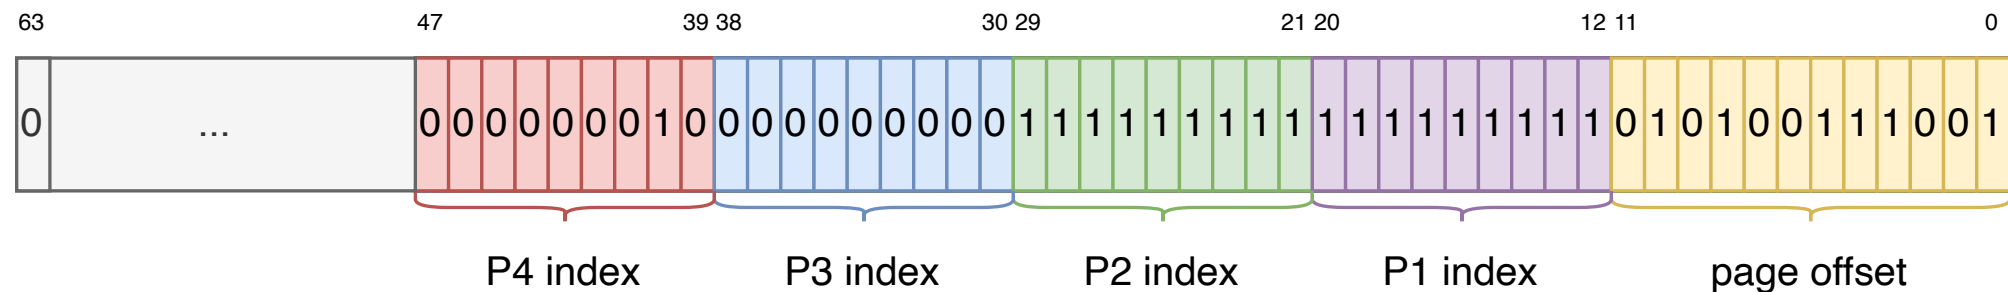 63 47 39 38 30 29 21 20 12 11 0
0 ... 0 0 0 0 0 0 0 1 0 0 0 0 0 0 0 0 0 0 1 1 1 1 1 1 1 1 1 1 1 1 1 1 1 1 1 1 0 1 0 1 0 0 1 1 1 0 0 1
P4 index P3 index P2 index P1 index page offset